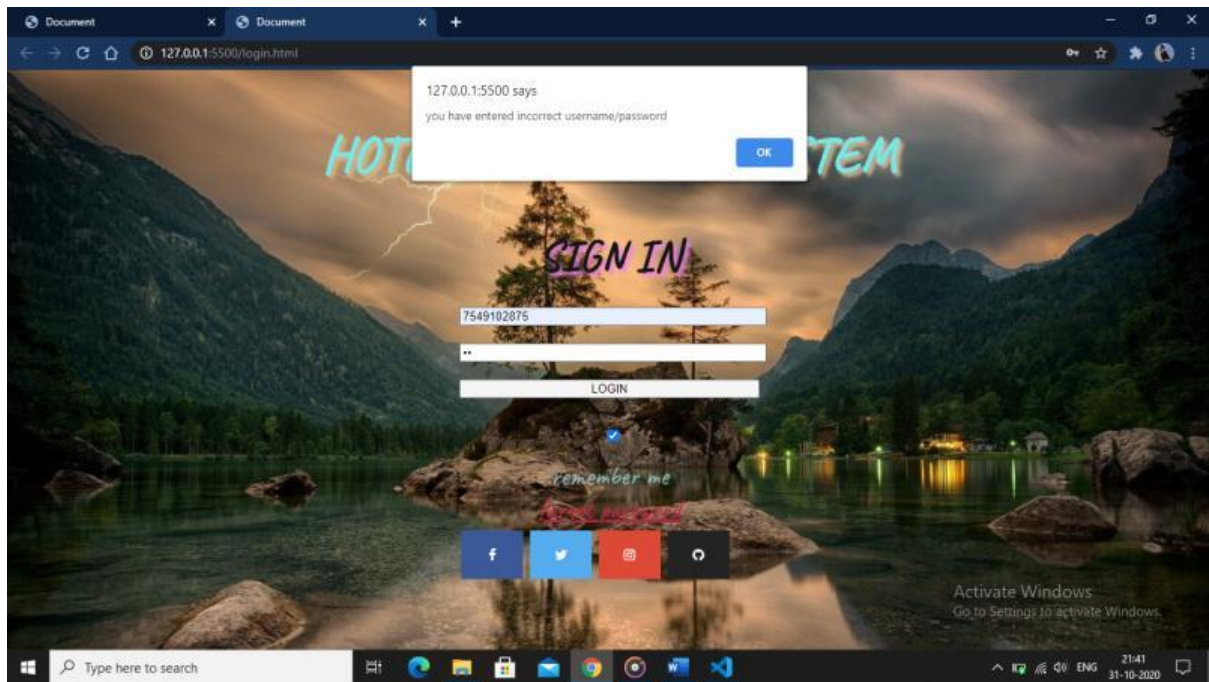 Document
Document
127.0.0.1:5500/login.html
127.0.0.1:5500 says
you have entered incorrect username/password
OK
HOT TEM
SIGN IN
7549102875
••
LOGIN
remember me
Activate Windows
Go to Settings to activate Windows.
Type here to search
ENG
21:41
31-10-2020